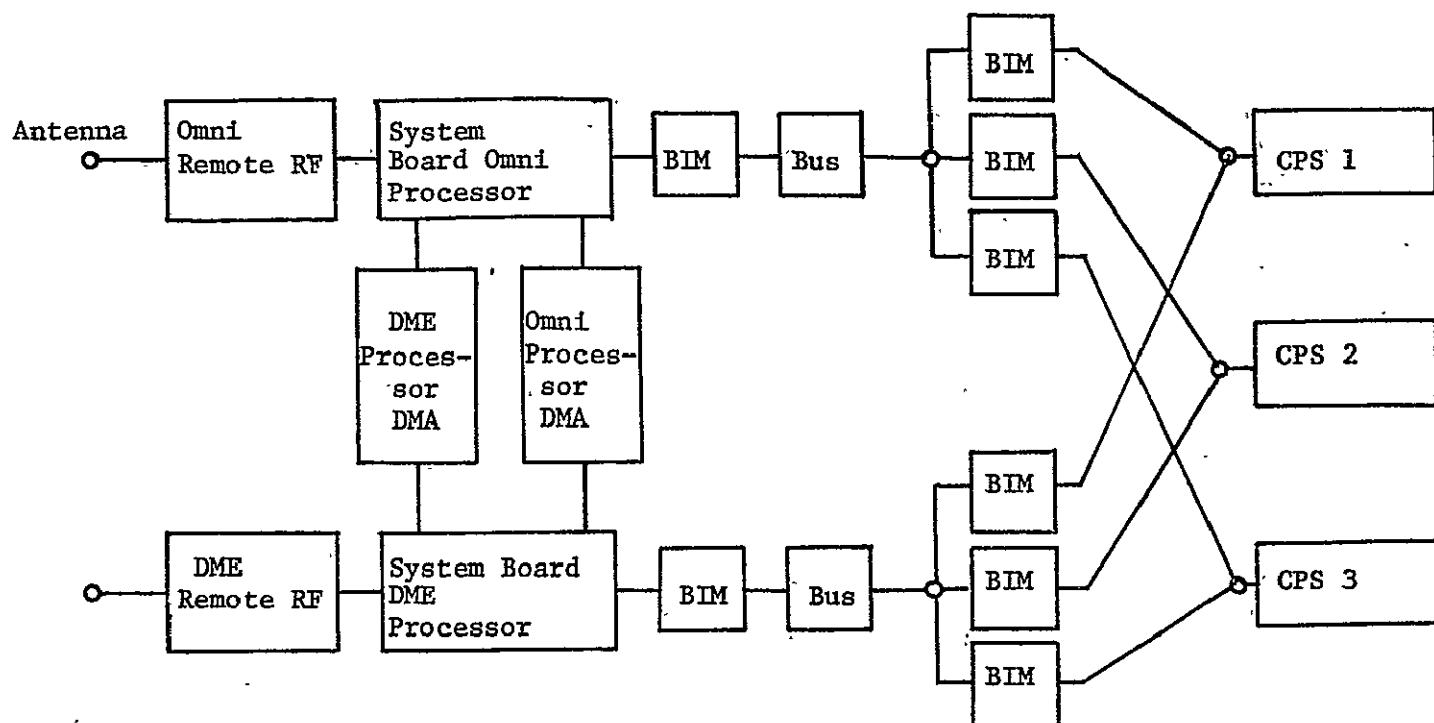 Antenna
Omni
Remote RF
System
Board Omni
Processor
BIM
Bus
BIM
BIM
BIM
CPS 1
CPS 2
CPS 3
DME
Proces-
sor
DMA
Omni
Proces-
sor
DMA
DME
Remote RF
System Board
DME
Processor
BIM
Bus
BIM
BIM
BIM